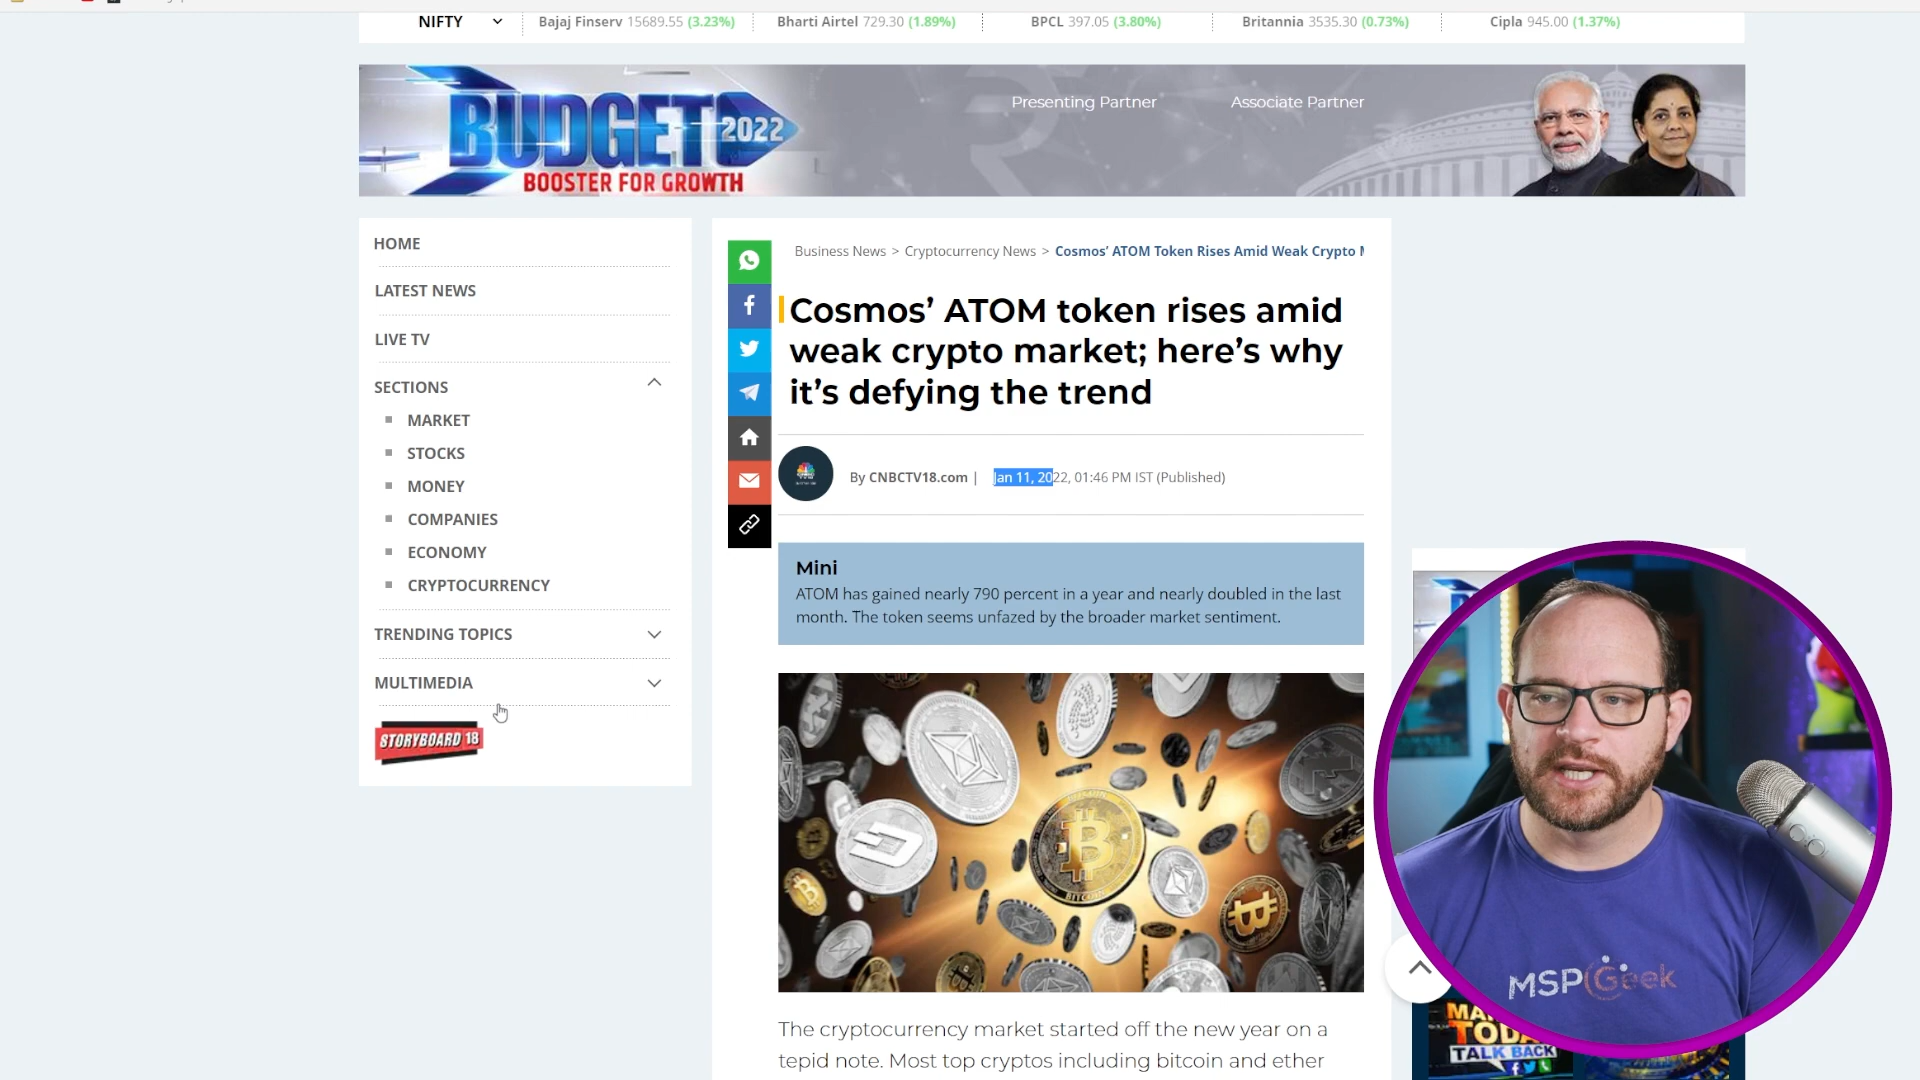 NIFTY
Bajaj Finserv 15689.55 (3.23%)
Bharti Airtel 729.30 (1.89%)
BPCL 397.05 (3.80%)
Britannia 3535.30 (0.73%)
Cipla 945.00 (1.37%)
BUDGET 2022
BOOSTER FOR GROWTH
Presenting Partner
Associate Partner
HOME
LATEST NEWS
LIVE TV
SECTIONS
MARKET
STOCKS
MONEY
COMPANIES
ECONOMY
CRYPTOCURRENCY
TRENDING TOPICS
MULTIMEDIA
STORYBOARD 18
Business News > Cryptocurrency News > Cosmos’ ATOM Token Rises Amid Weak Crypto
Cosmos’ ATOM token rises amid
weak crypto market; here’s why
it’s defying the trend
By CNBCTV18.com | Jan 11, 2022, 01:46 PM IST (Published)
Mini
ATOM has gained nearly 790 percent in a year and nearly doubled in the last
month. The token seems unfazed by the broader market sentiment.
BITCOIN
The cryptocurrency market started off the new year on a
tepid note. Most top cryptos including bitcoin and ether
MSPGeek
TALK BACK